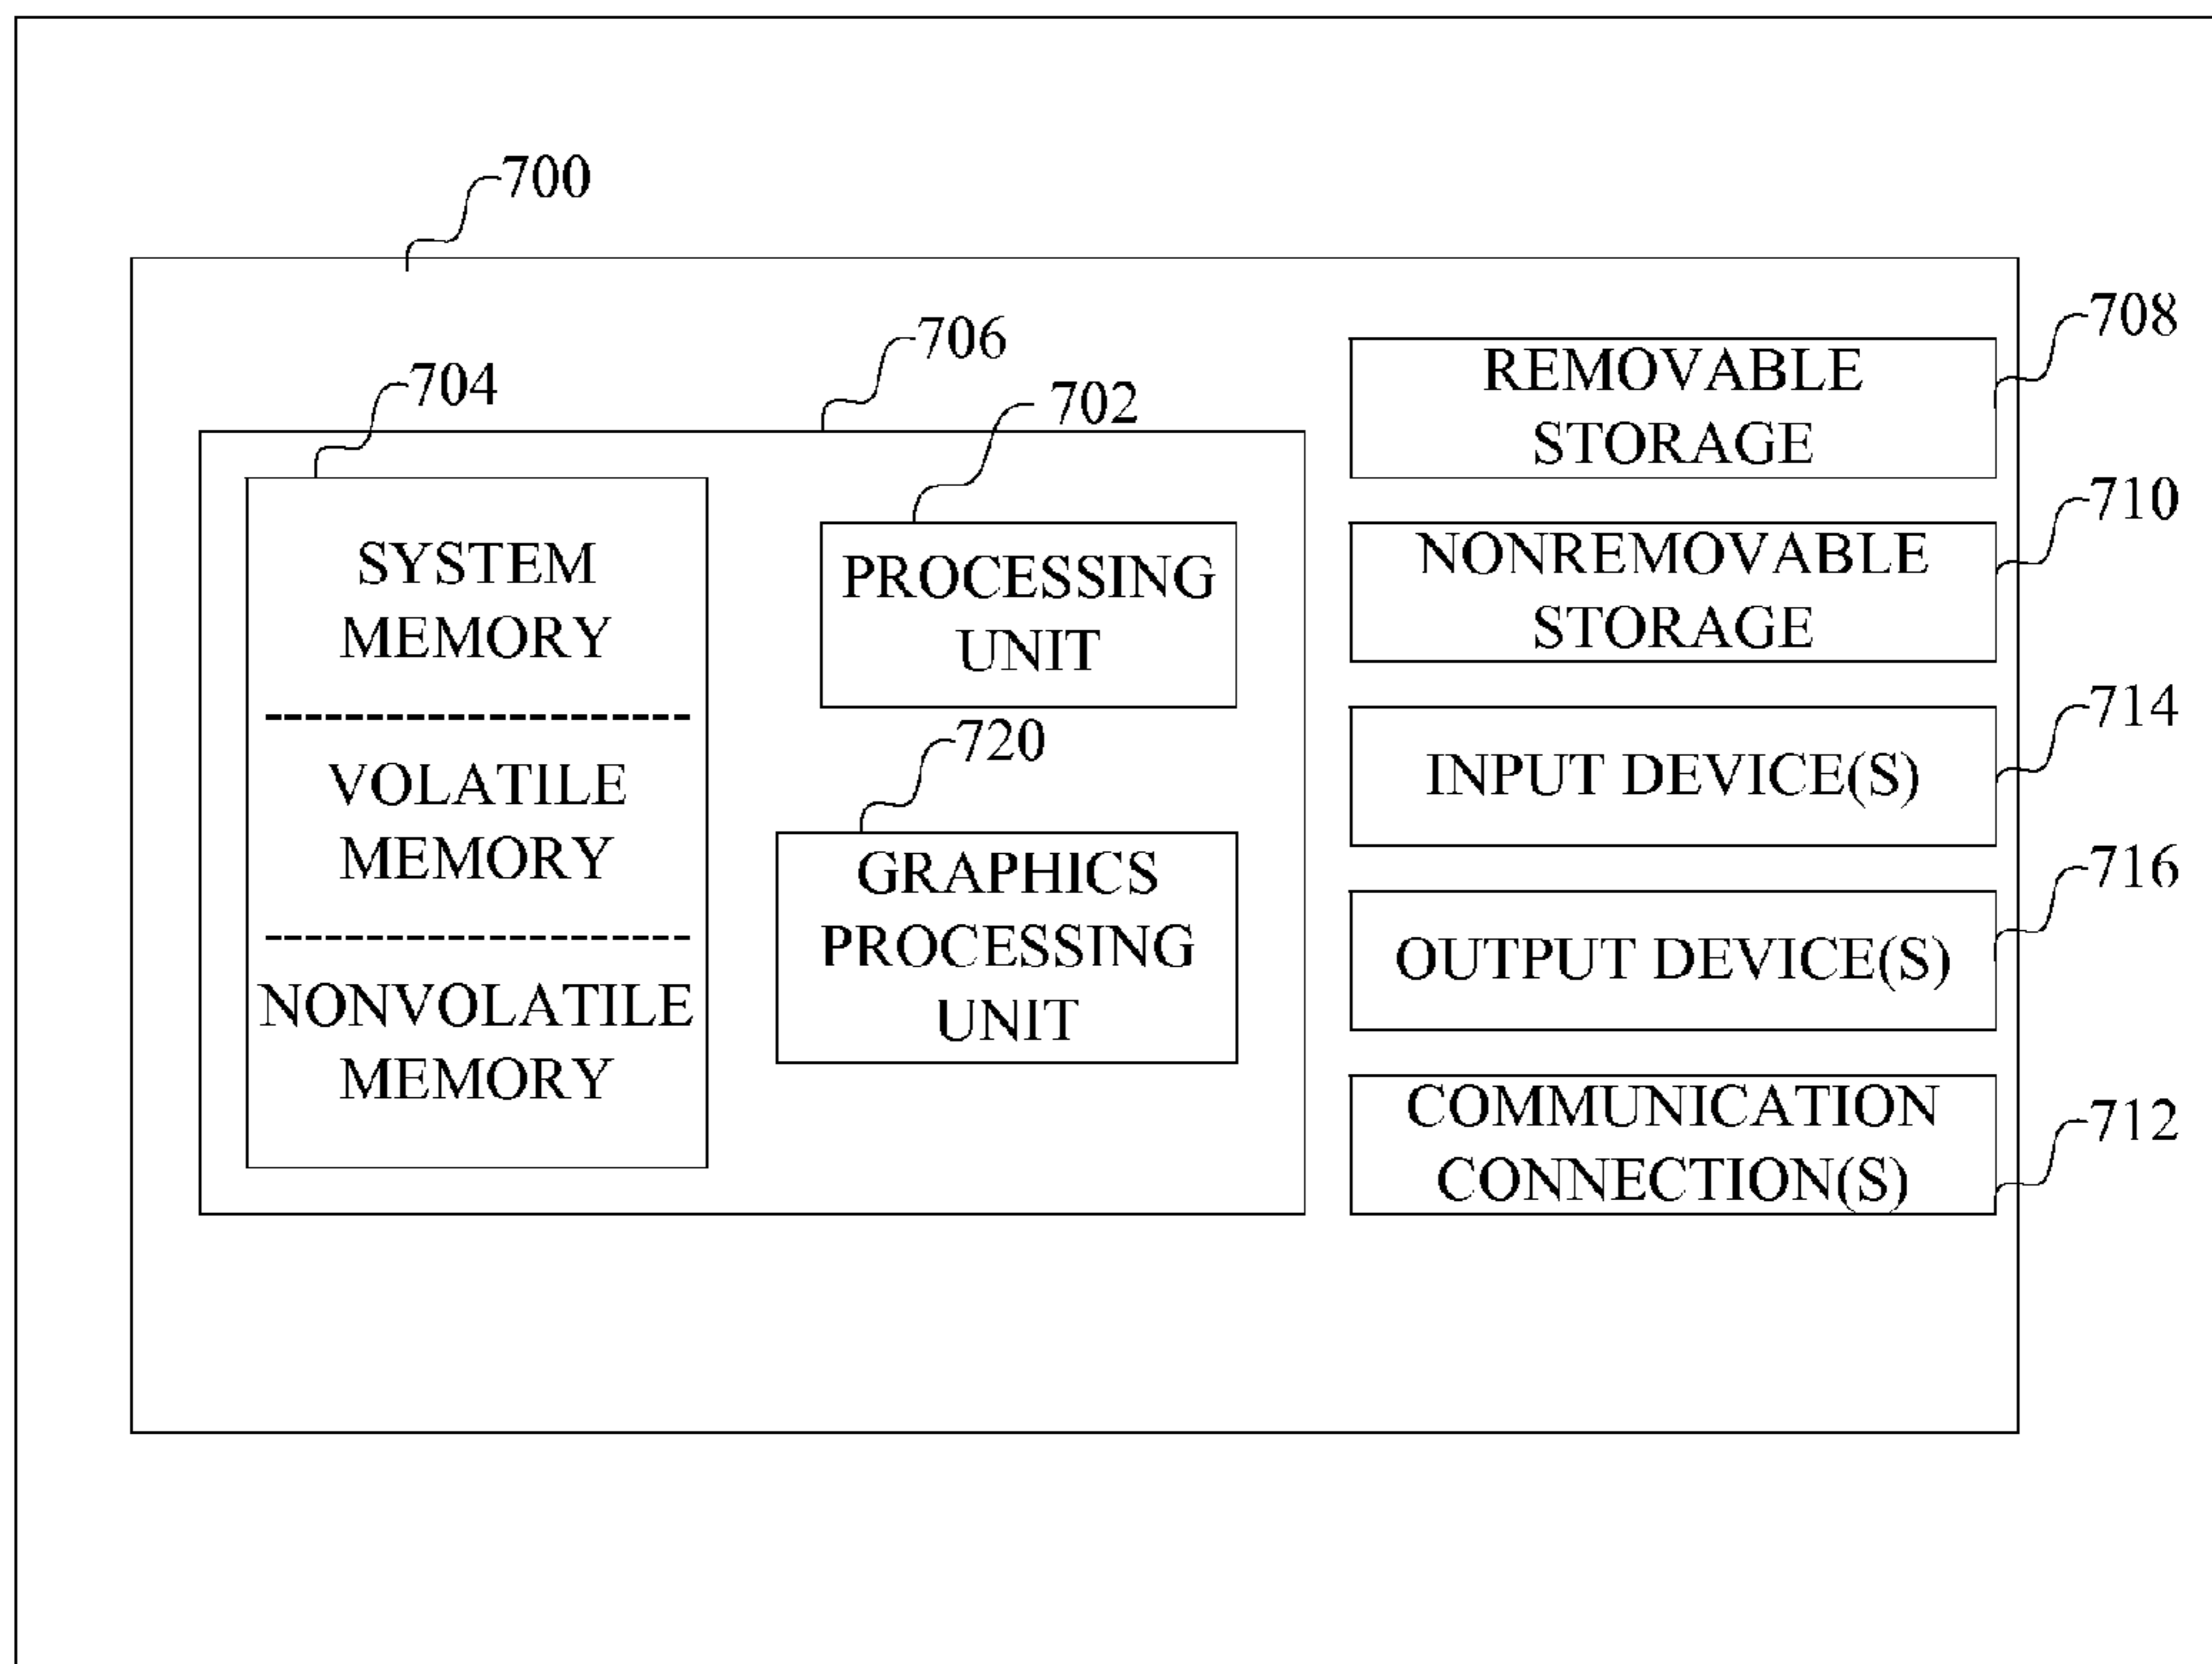 700
706
704
702
SYSTEM
MEMORY
VOLATILE
MEMORY
NONVOLATILE
MEMORY
PROCESSING
UNIT
720
GRAPHICS
PROCESSING
UNIT
708
REMOVABLE
STORAGE
710
NONREMOVABLE
STORAGE
714
INPUT DEVICE(S)
716
OUTPUT DEVICE(S)
712
COMMUNICATION
CONNECTION(S)